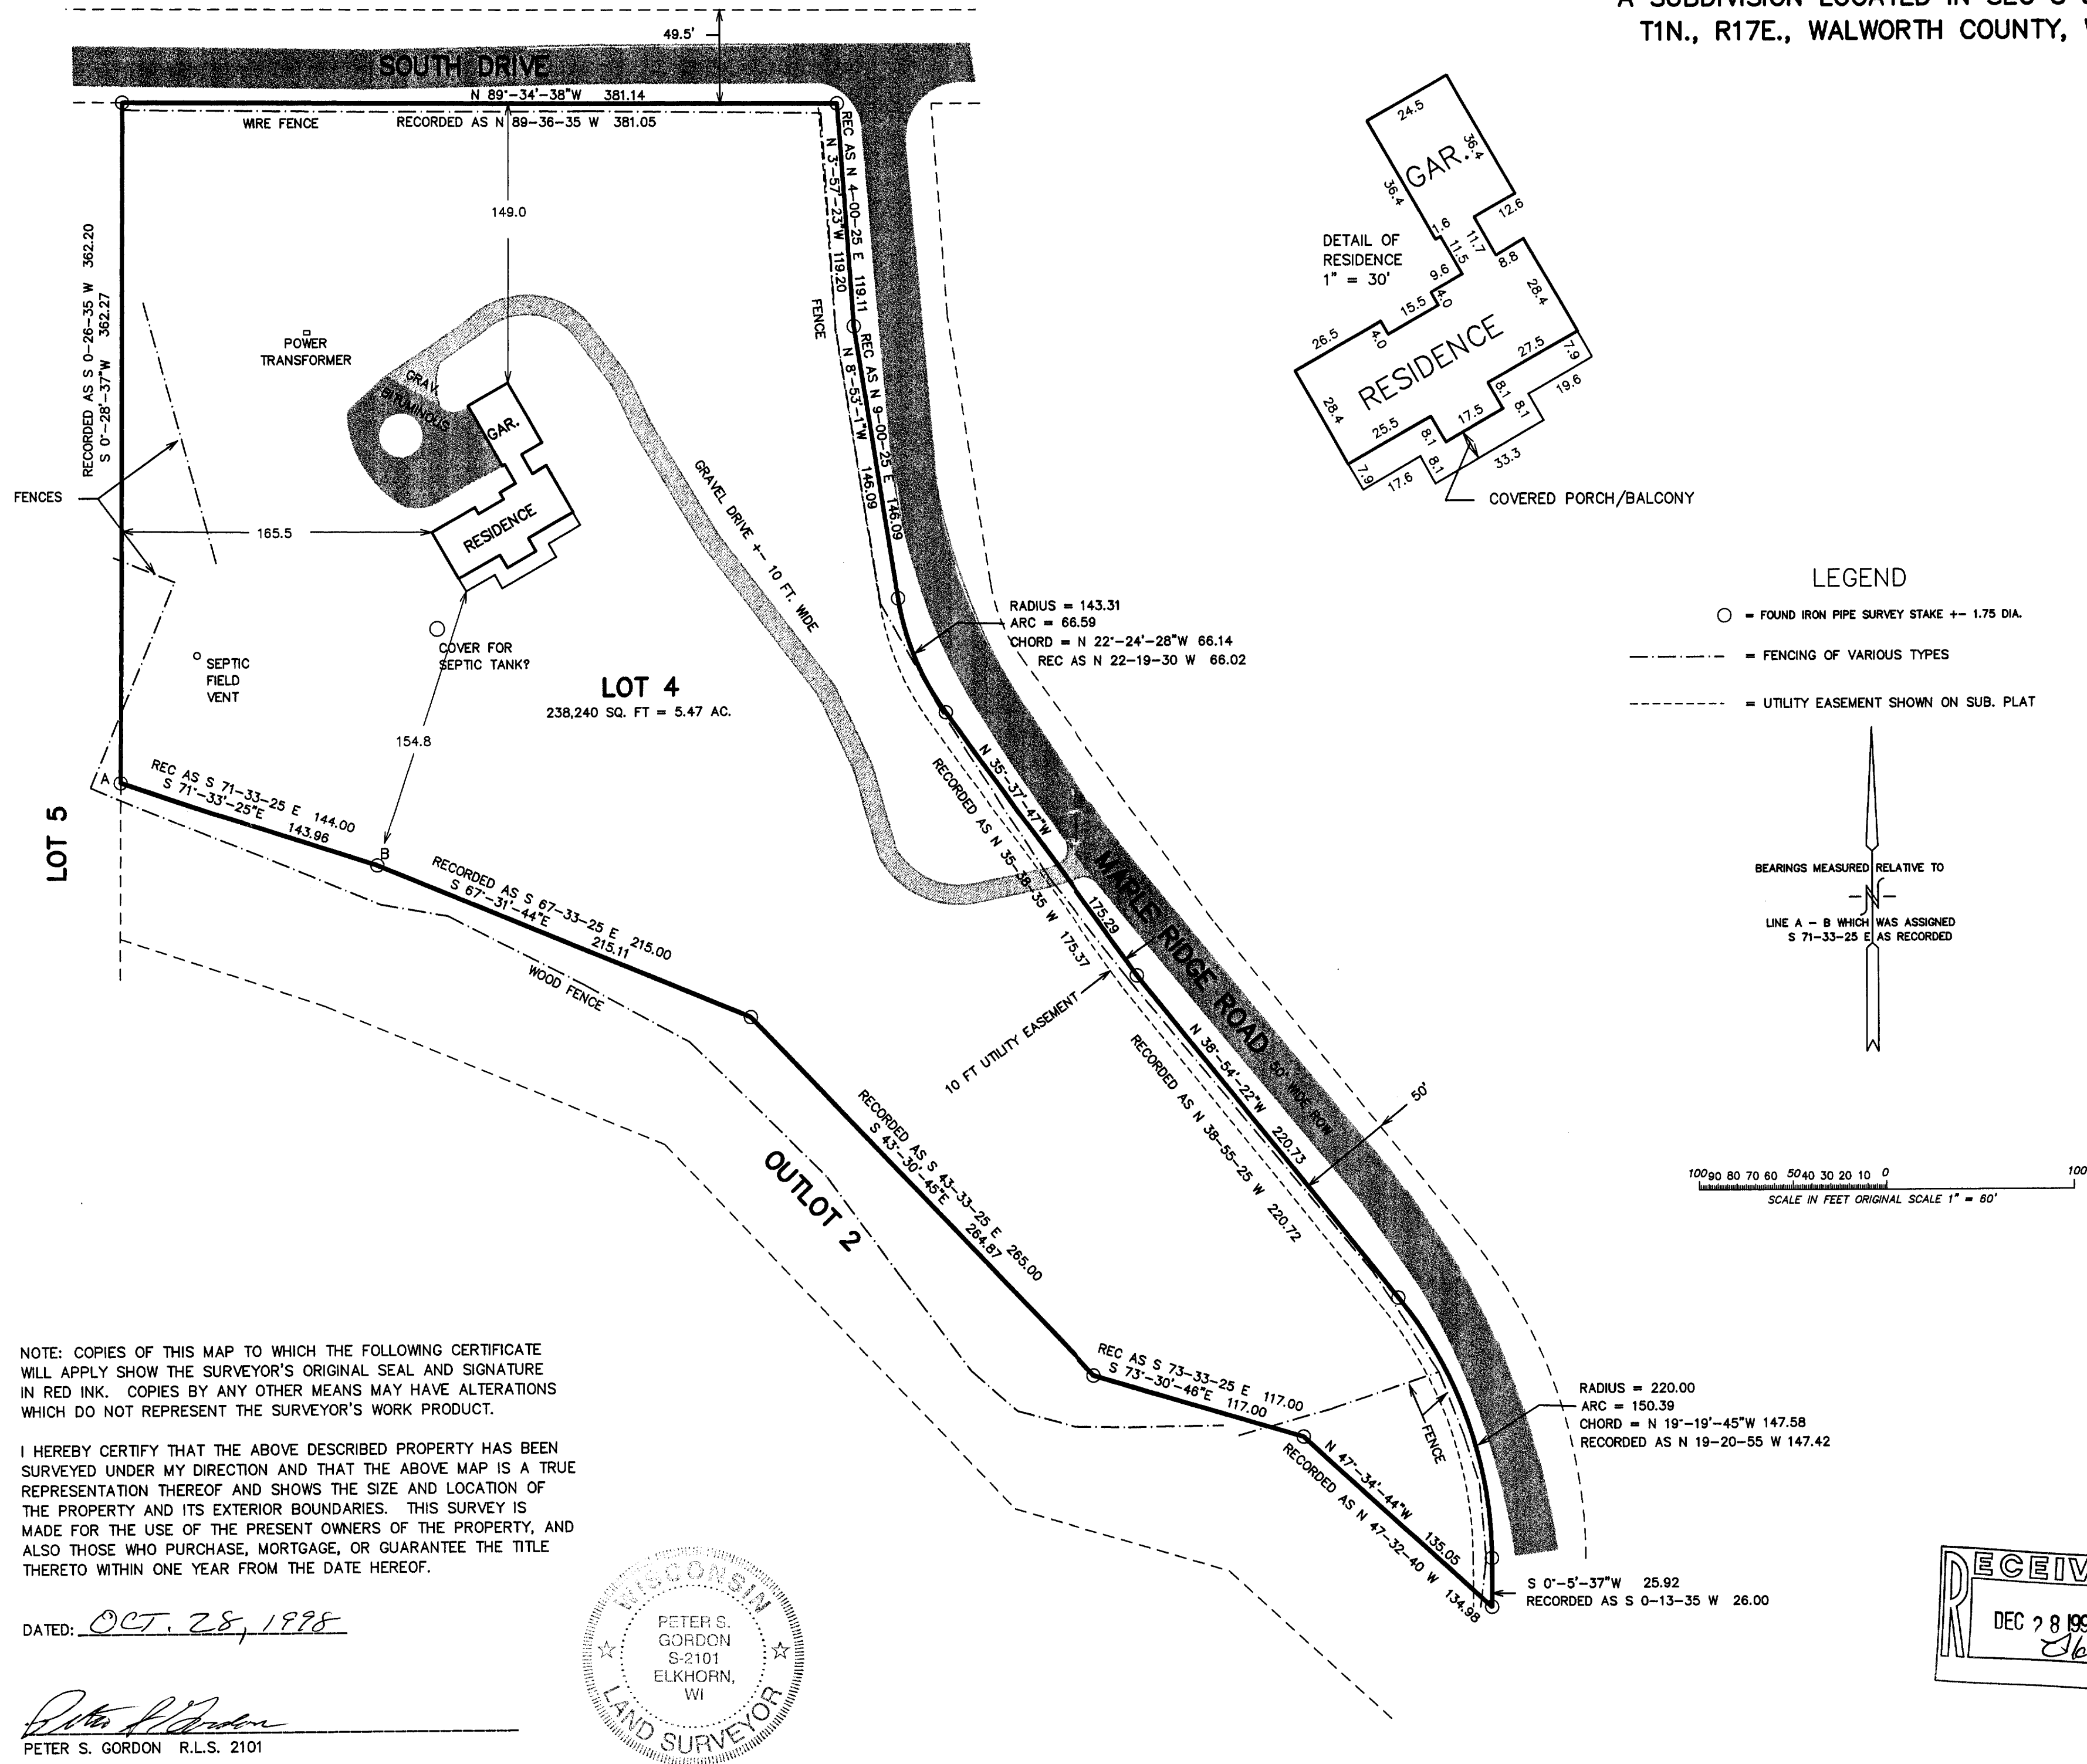 A SUBDIVISION LOCATED IN SEC
T1N., R17E., WALWORTH COUNTY,
49.5'
SOUTH DRIVE
N 89°-34'-38"W 381.14
WIRE FENCE
RECORDED AS N 89-36-35 W 381.05
REC AS N 4-00-25 E 119.11
N 3°-57'-23"W 119.20
FENCE
REC AS N 9-00-25 E 146.09
N 8°-53'-1"W 146.09
RECORDED AS S 0-26-35 W 362.20
S 0°-28'-37"W 362.27
149.0
POWER
TRANSFORMER
GRAV.
BITUMINOUS
GAR.
RESIDENCE
FENCES
165.5
GRAVEL DRIVE +- 10 FT. WIDE
COVER FOR
SEPTIC TANK?
SEPTIC
FIELD
VENT
LOT 4
238,240 SQ. FT = 5.47 AC.
154.8
24.5
GAR.
36.4
36.4
12.6
1.6
11.5
11.7
8.8
9.6
4.0
28.4
15.5
26.5
4.0
RESIDENCE
27.5
7.9
19.6
28.4
8.1
8.1
17.5
25.5
8.1
8.1
33.3
7.9
17.6
DETAIL OF
RESIDENCE
1" = 30'
COVERED PORCH/BALCONY
LEGEND
= FOUND IRON PIPE SURVEY STAKE +- 1.75 DIA.
= FENCING OF VARIOUS TYPES
= UTILITY EASEMENT SHOWN ON SUB. PLAT
RADIUS = 143.31
ARC = 66.59
CHORD = N 22°-24'-28"W 66.14
REC AS N 22-19-30 W 66.02
N 35°-37'-47"W 175.29
RECORDED AS N 35-38-35 W 175.37
MAPLE RIDGE ROAD 50' WIDE ROW
10 FT UTILITY EASEMENT
N 38°-54'-22"W 220.73
RECORDED AS N 38-55-25 W 220.72
50'
BEARINGS MEASURED RELATIVE TO
N
LINE A - B WHICH WAS ASSIGNED
S 71-33-25 E AS RECORDED
100 90 80 70 60 50 40 30 20 10 0 100
SCALE IN FEET ORIGINAL SCALE 1" = 60'
A
LOT 5
REC AS S 71-33-25 E 144.00
S 71°-33'-25"E 143.96
B
RECORDED AS S 67-33-25 E 215.00
S 67°-31'-44"E 215.11
WOOD FENCE
RECORDED AS S 43-33-25 E 265.00
S 43°-30'-45"E 264.87
OUTLOT 2
REC AS S 73-33-25 E 117.00
S 73°-30'-46"E 117.00
FENCE
N 47°-34'-44"W 135.05
RECORDED AS N 47-32-40 W 134.98
RADIUS = 220.00
ARC = 150.39
CHORD = N 19°-19'-45"W 147.58
RECORDED AS N 19-20-55 W 147.42
S 0°-5'-37"W 25.92
RECORDED AS S 0-13-35 W 26.00
NOTE: COPIES OF THIS MAP TO WHICH THE FOLLOWING CERTIFICATE
WILL APPLY SHOW THE SURVEYOR'S ORIGINAL SEAL AND SIGNATURE
IN RED INK. COPIES BY ANY OTHER MEANS MAY HAVE ALTERATIONS
WHICH DO NOT REPRESENT THE SURVEYOR'S WORK PRODUCT.
I HEREBY CERTIFY THAT THE ABOVE DESCRIBED PROPERTY HAS BEEN
SURVEYED UNDER MY DIRECTION AND THAT THE ABOVE MAP IS A TRUE
REPRESENTATION THEREOF AND SHOWS THE SIZE AND LOCATION OF
THE PROPERTY AND ITS EXTERIOR BOUNDARIES. THIS SURVEY IS
MADE FOR THE USE OF THE PRESENT OWNERS OF THE PROPERTY, AND
ALSO THOSE WHO PURCHASE, MORTGAGE, OR GUARANTEE THE TITLE
THERETO WITHIN ONE YEAR FROM THE DATE HEREOF.
DATED: OCT. 28, 1998
PETER S. GORDON R.L.S. 2101
WISCONSIN
PETER S.
GORDON
S-2101
ELKHORN,
WI
LAND SURVEYOR
RECEIV
DEC 28 199